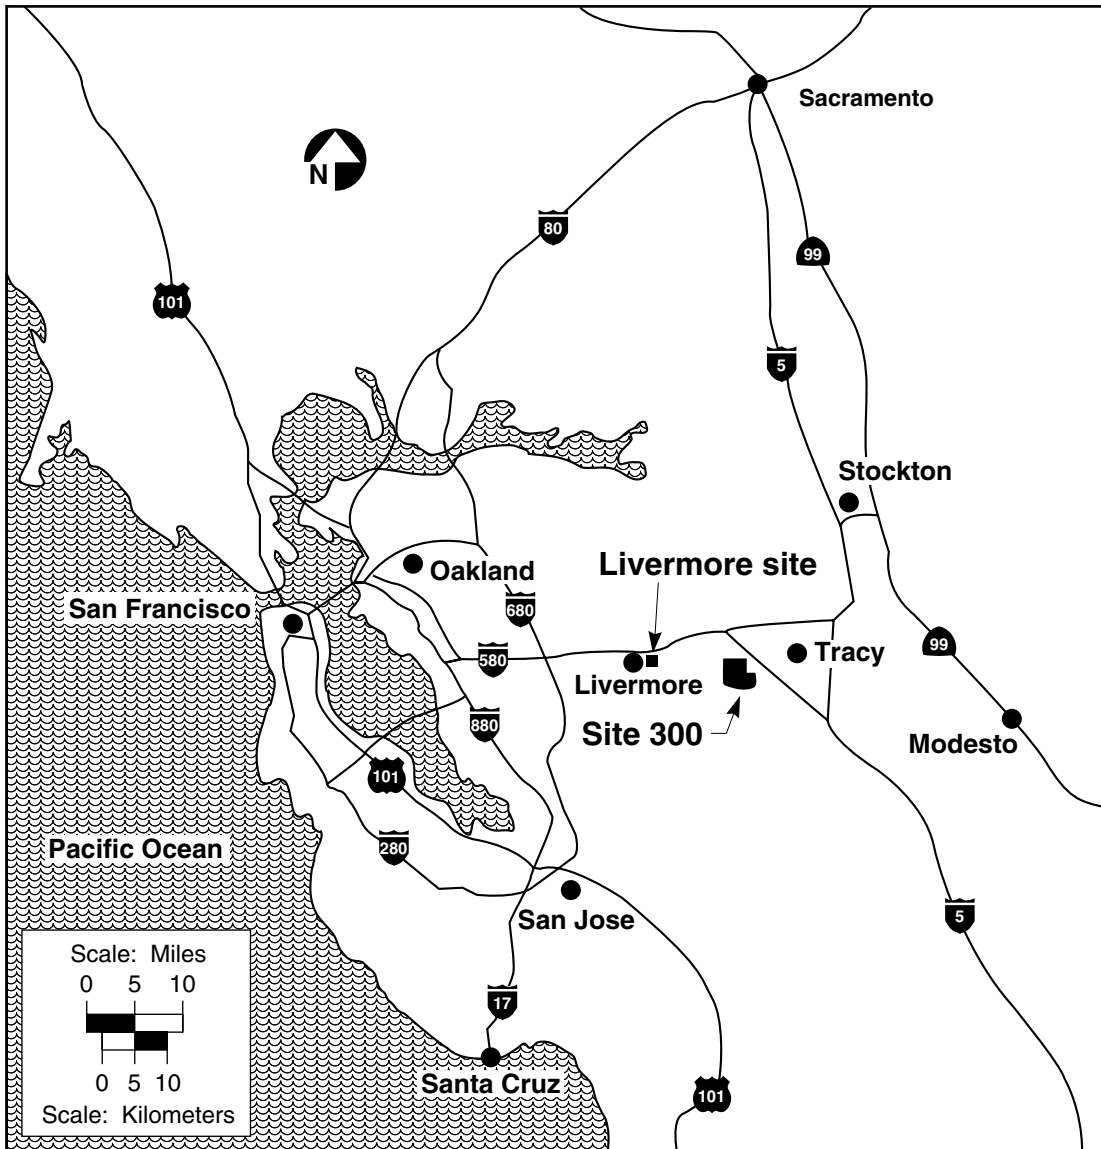 Sacramento
N
80
99
101
5
Stockton
Oakland
Livermore site
San Francisco
680
580
Tracy
99
Livermore
880
Site 300
Modesto
101
280
Pacific Ocean
San Jose
5
Scale: Miles
0 5 10
17
0 5 10
Santa Cruz
101
Scale: Kilometers